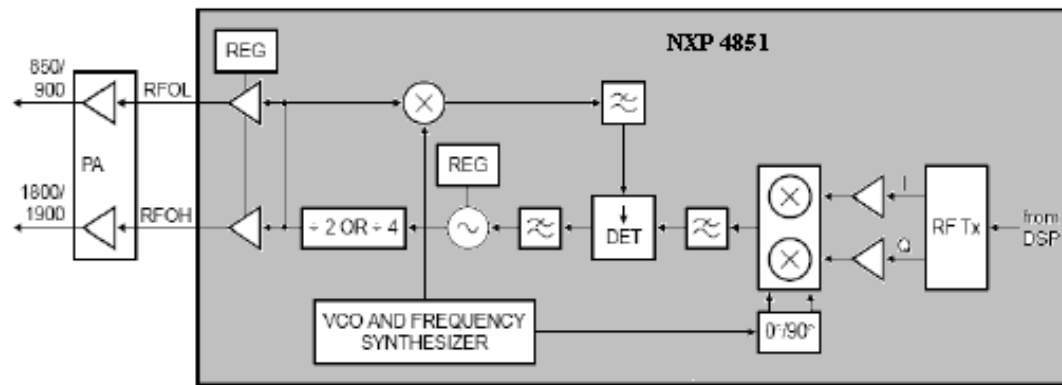 NXP 4851
REG
850/
900
RFOL
PA
REG
1800/
1900
RFOH
÷ 2 OR ÷ 4
DET
I
Q
RF Tx
from
DSP
VCO AND FREQUENCY
SYNTHESIZER
0°/90°